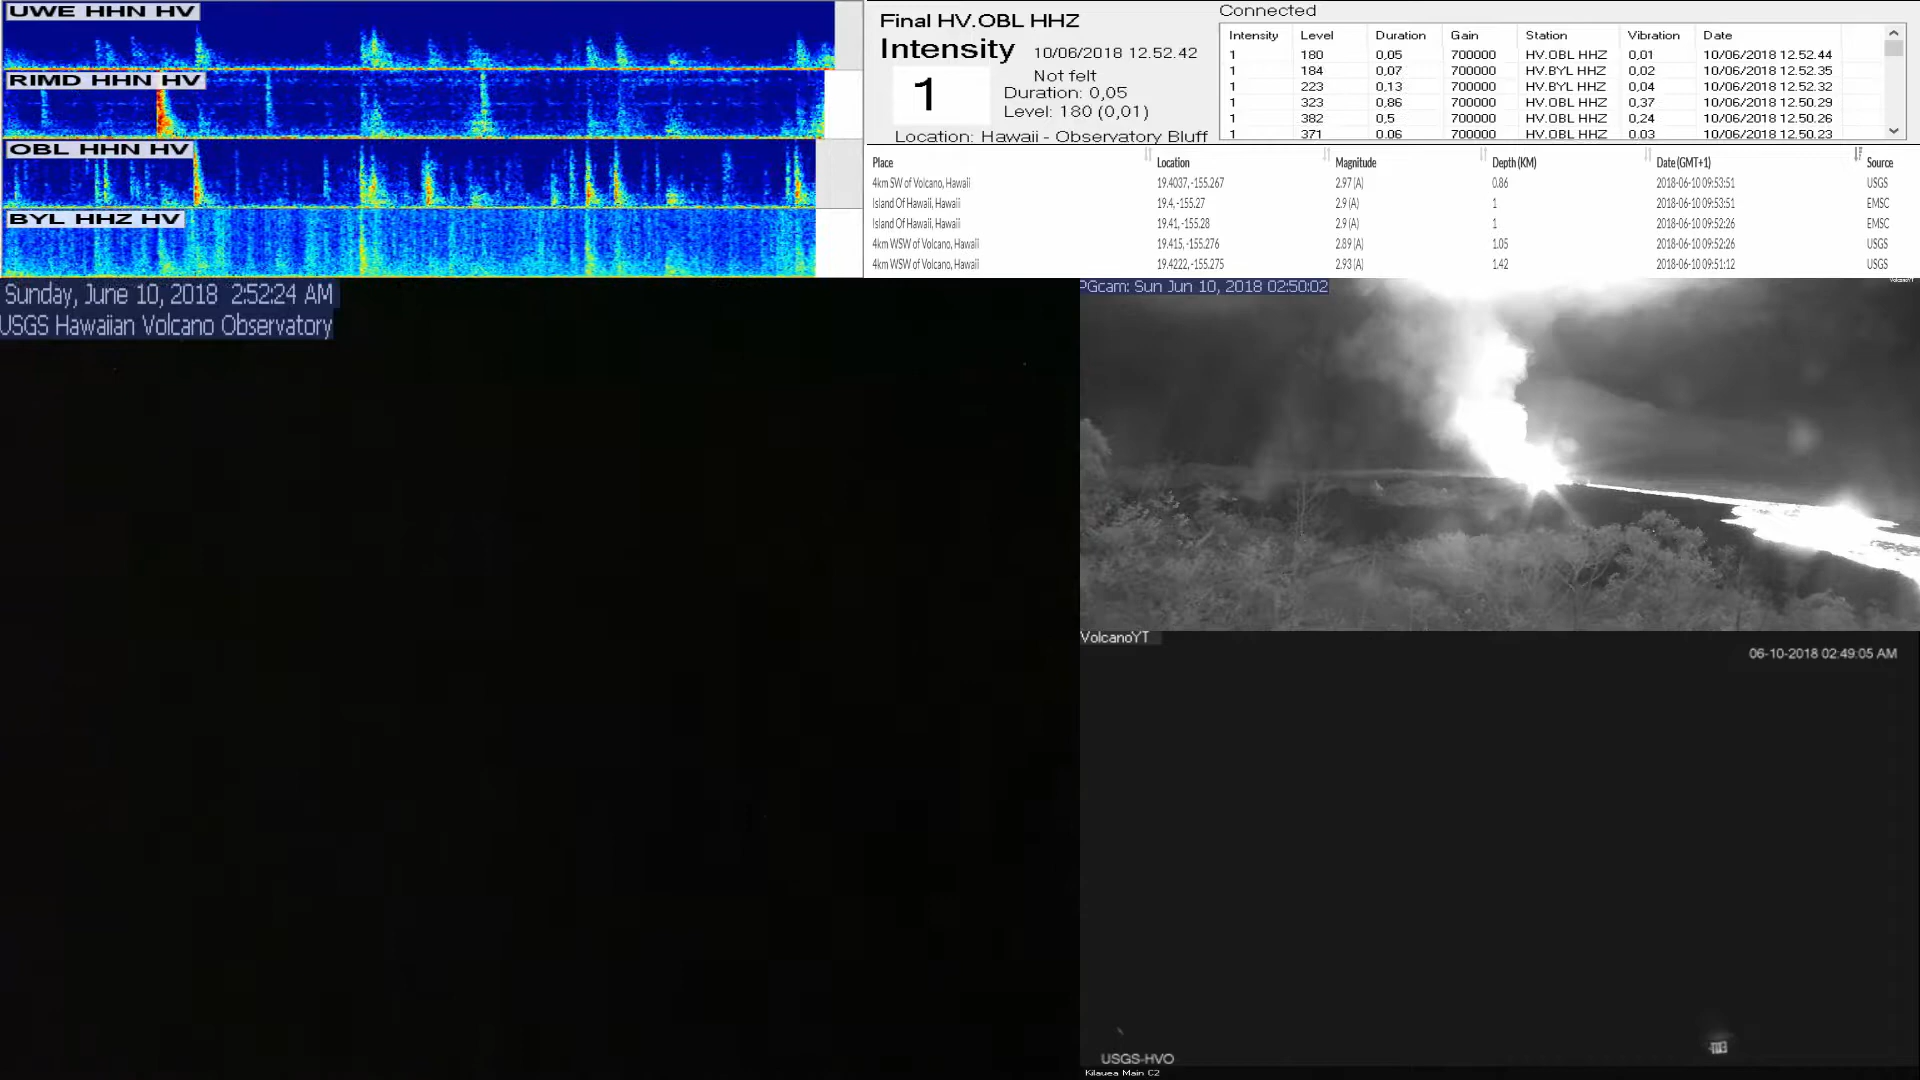 UWE HHN HV
RIMD HHN HV
OBL HHN HV
BYL HHZ HV
Final HV.OBL HHZ
Intensity 10/06/2018 12.52.42
1
Not felt
Duration: 0,05
Level: 180 (0,01)
Location: Hawaii - Observatory Bluff
Connected
Intensity Level Duration Gain Station Vibration Date
1 180 0,05 700000 HV.OBL HHZ 0,01 10/06/2018 12.52.44
1 184 0,07 700000 HV.BYL HHZ 0,02 10/06/2018 12.52.35
1 223 0,13 700000 HV.BYL HHZ 0,04 10/06/2018 12.52.32
1 323 0,86 700000 HV.OBL HHZ 0,37 10/06/2018 12.50.29
1 382 0,5 700000 HV.OBL HHZ 0,24 10/06/2018 12.50.26
1 371 0,06 700000 HV.OBL HHZ 0,03 10/06/2018 12.50.23
Place Location Magnitude Depth (KM) Date (GMT+1) Source
4km SW of Volcano, Hawaii 19.4037,-155.267 2.97 (A) 0.86 2018-06-10 09:53:51 USGS
Island Of Hawaii, Hawaii 19.4,-155.27 2.9 (A) 1 2018-06-10 09:53:51 EMSC
Island Of Hawaii, Hawaii 19.41,-155.28 2.9 (A) 1 2018-06-10 09:52:26 EMSC
4km WSW of Volcano, Hawaii 19.415,-155.276 2.89 (A) 1.05 2018-06-10 09:52:26 USGS
4km WSW of Volcano, Hawaii 19.4222,-155.275 2.93 (A) 1.42 2018-06-10 09:51:12 USGS
Sunday, June 10, 2018 2:52:24 AM
USGS Hawaiian Volcano Observatory
PGcam: Sun Jun 10, 2018 02:50:02
VolcanoYT
VolcanoYT
06-10-2018 02:49:05 AM
USGS-HVO
Kilauea Main C2